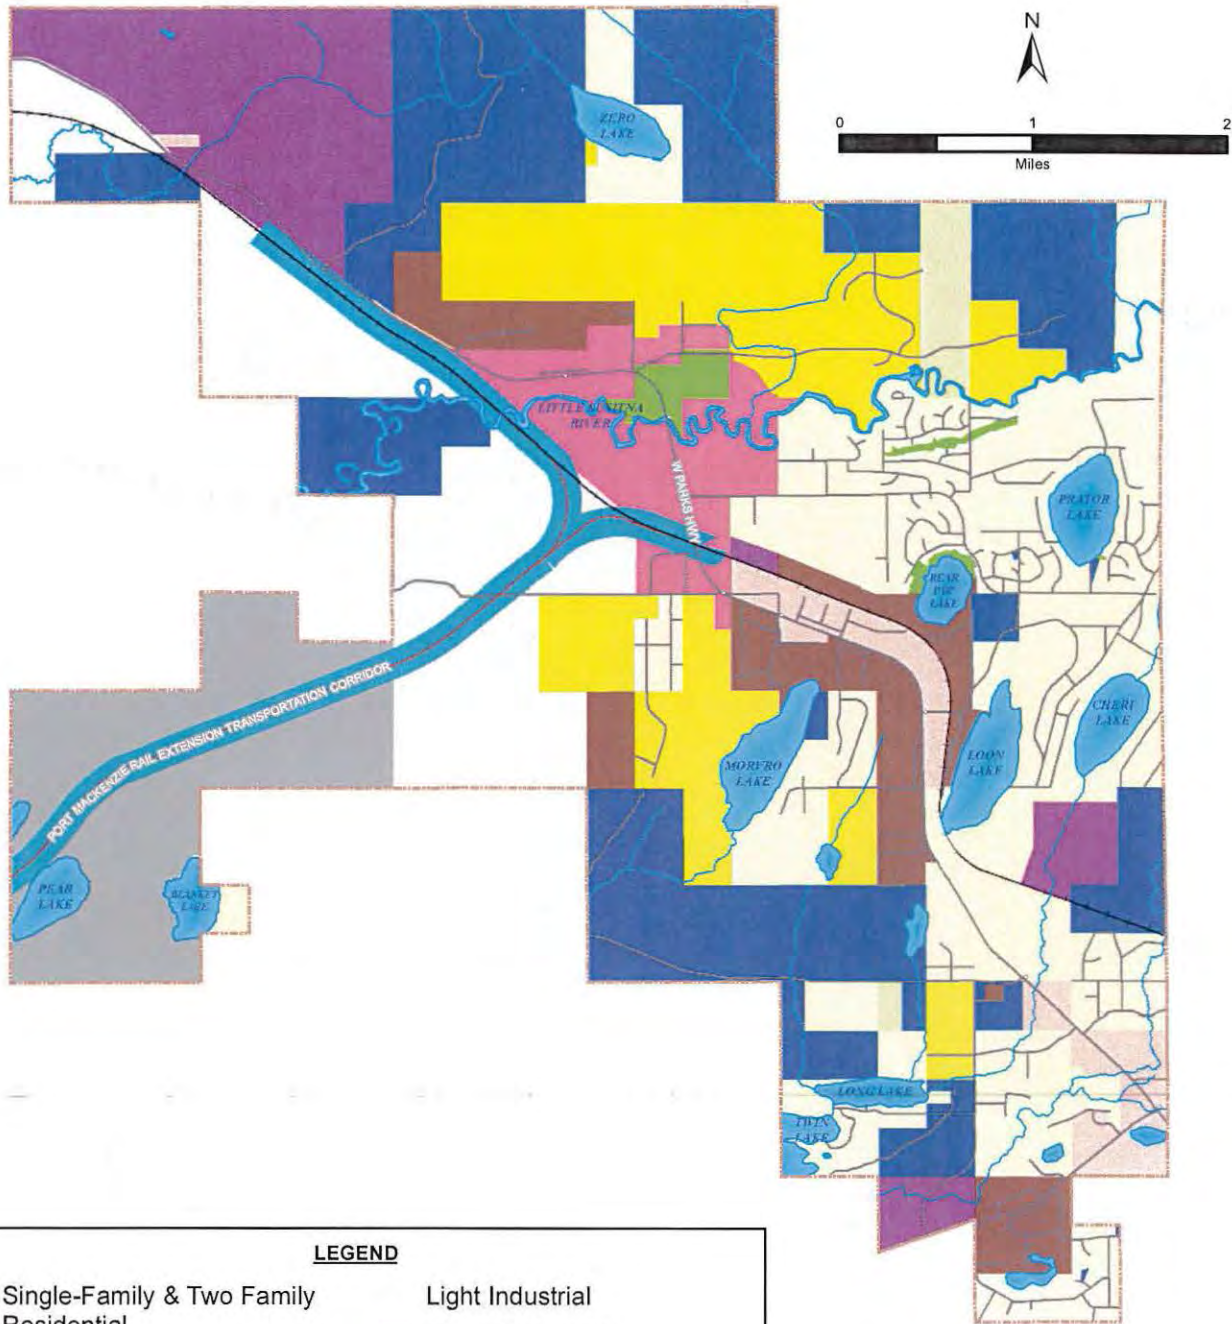 N
0 1 2
Miles
ZERO
LAKE
LITTLE SUSITNA
RIVER
W PARKS HWY
PRATOR
LAKE
BEAR
PAW
LAKE
CHERI
LAKE
LOON
LAKE
MORVRO
LAKE
PORT MACKENZIE RAIL EXTENSION TRANSPORTATION CORRIDOR
PEAR
LAKE
BLANKET
LAKE
LONG LAKE
TWIN
LAKE
LEGEND
Single-Family & Two Family Light Industrial
Residential